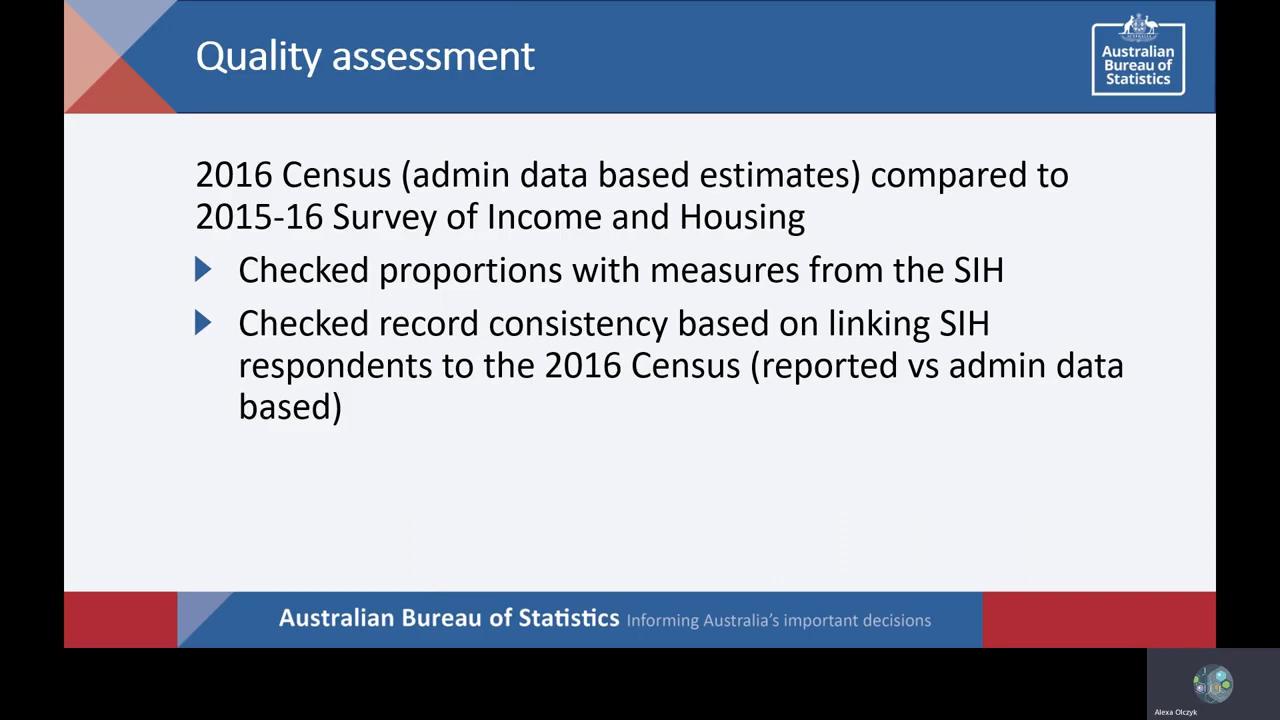 Quality assessment
Australian
Bureau of
Statistics
2016 Census (admin data based estimates) compared to
2015-16 Survey of Income and Housing
Checked proportions with measures from the SIH
Checked record consistency based on linking SIH
respondents to the 2016 Census (reported vs admin data
based)
Australian Bureau of Statistics Informing Australia's important decisions
Alexa Olczyk